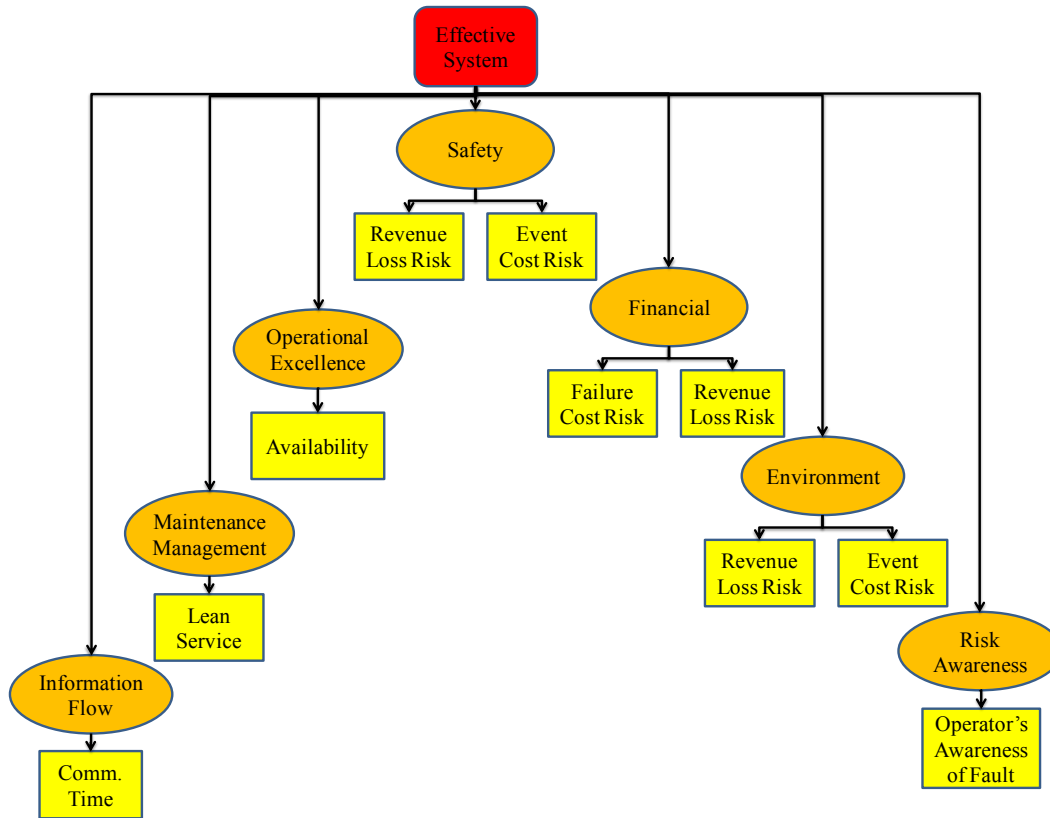 Effective
System
Safety
Revenue
Loss Risk
Event
Cost Risk
Financial
Operational
Excellence
Failure
Cost Risk
Revenue
Loss Risk
Availability
Environment
Maintenance
Management
Revenue
Loss Risk
Event
Cost Risk
Lean
Service
Risk
Awareness
Information
Flow
Operator’s
Awareness
of Fault
Comm.
Time